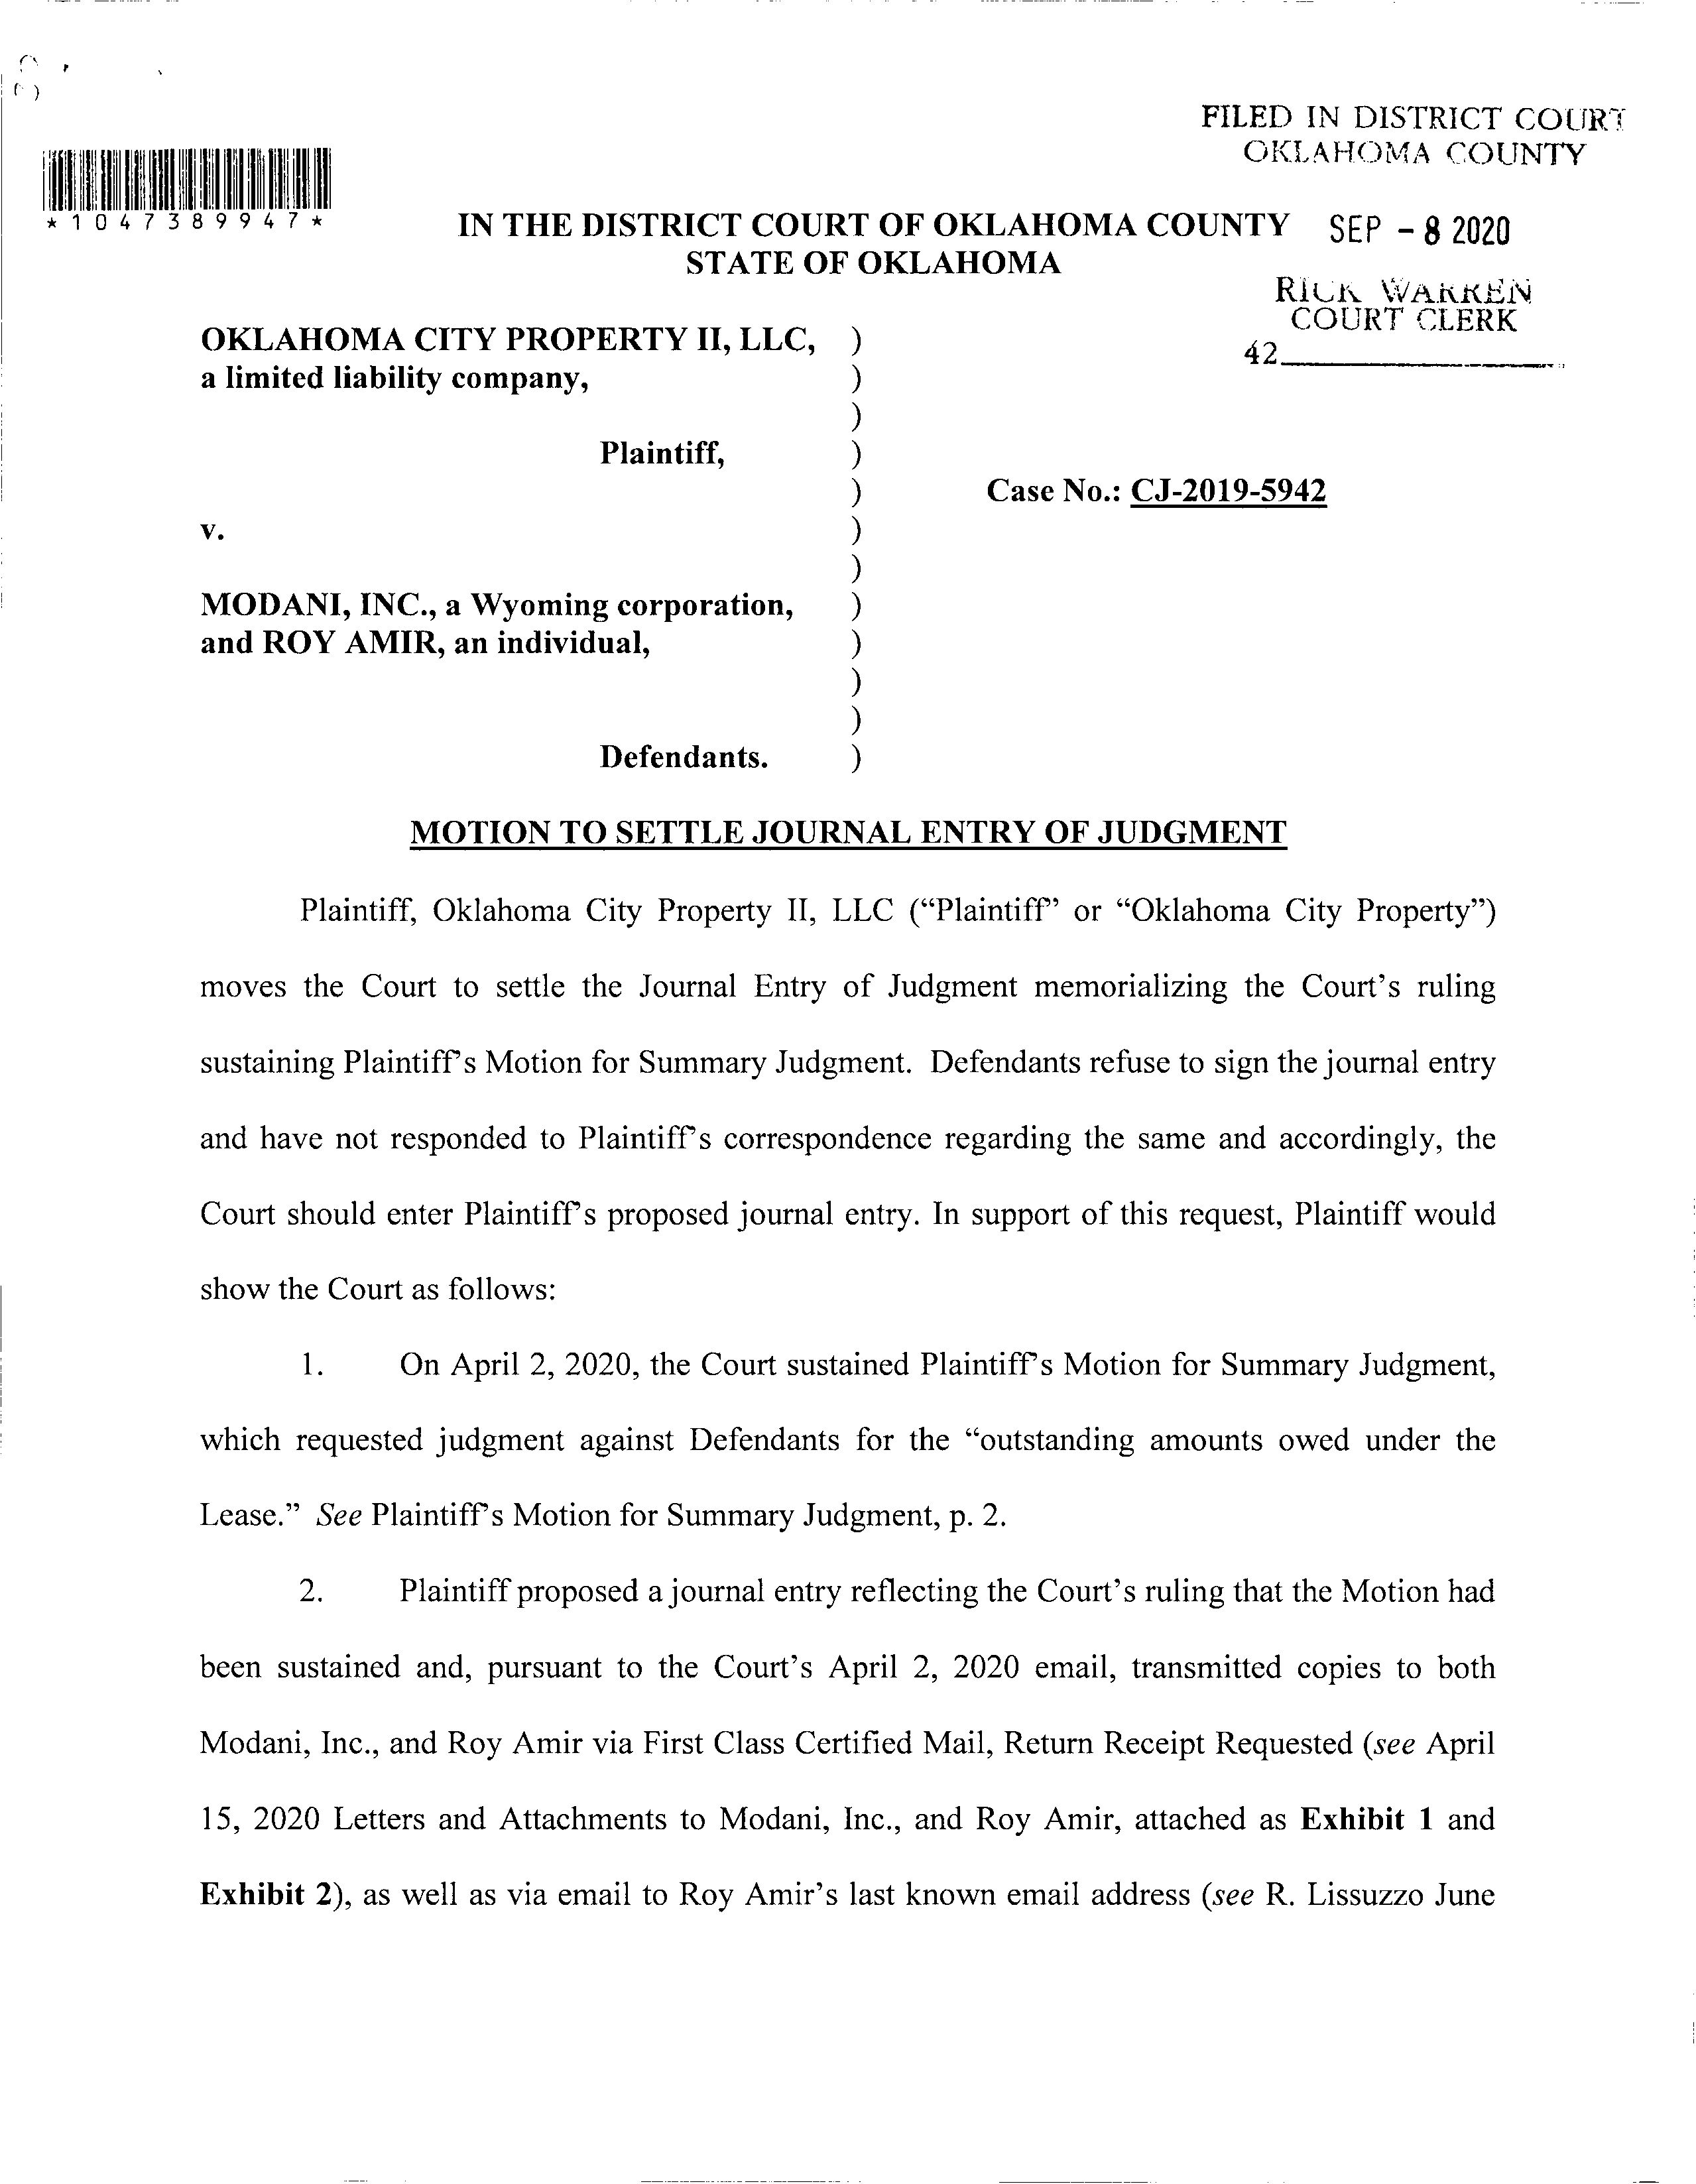 FILED IN DISTRICT COURT
OKLAHOMA COUNTY
*1047389947*
IN THE DISTRICT COURT OF OKLAHOMA COUNTY SEP - 8 2020
STATE OF OKLAHOMA
RICK WARREN
COURT CLERK
42
OKLAHOMA CITY PROPERTY II, LLC, )
a limited liability company, )
)
Plaintiff, )
) Case No.: CJ-2019-5942
v. )
)
MODANI, INC., a Wyoming corporation, )
and ROY AMIR, an individual, )
)
)
Defendants. )
MOTION TO SETTLE JOURNAL ENTRY OF JUDGMENT
Plaintiff, Oklahoma City Property II, LLC (“Plaintiff” or “Oklahoma City Property”)
moves the Court to settle the Journal Entry of Judgment memorializing the Court’s ruling
sustaining Plaintiff’s Motion for Summary Judgment. Defendants refuse to sign the journal entry
and have not responded to Plaintiff’s correspondence regarding the same and accordingly, the
Court should enter Plaintiff’s proposed journal entry. In support of this request, Plaintiff would
show the Court as follows:
1. On April 2, 2020, the Court sustained Plaintiff’s Motion for Summary Judgment,
which requested judgment against Defendants for the “outstanding amounts owed under the
Lease.” See Plaintiff’s Motion for Summary Judgment, p. 2.
2. Plaintiff proposed a journal entry reflecting the Court’s ruling that the Motion had
been sustained and, pursuant to the Court’s April 2, 2020 email, transmitted copies to both
Modani, Inc., and Roy Amir via First Class Certified Mail, Return Receipt Requested (see April
15, 2020 Letters and Attachments to Modani, Inc., and Roy Amir, attached as Exhibit 1 and
Exhibit 2), as well as via email to Roy Amir’s last known email address (see R. Lissuzzo June